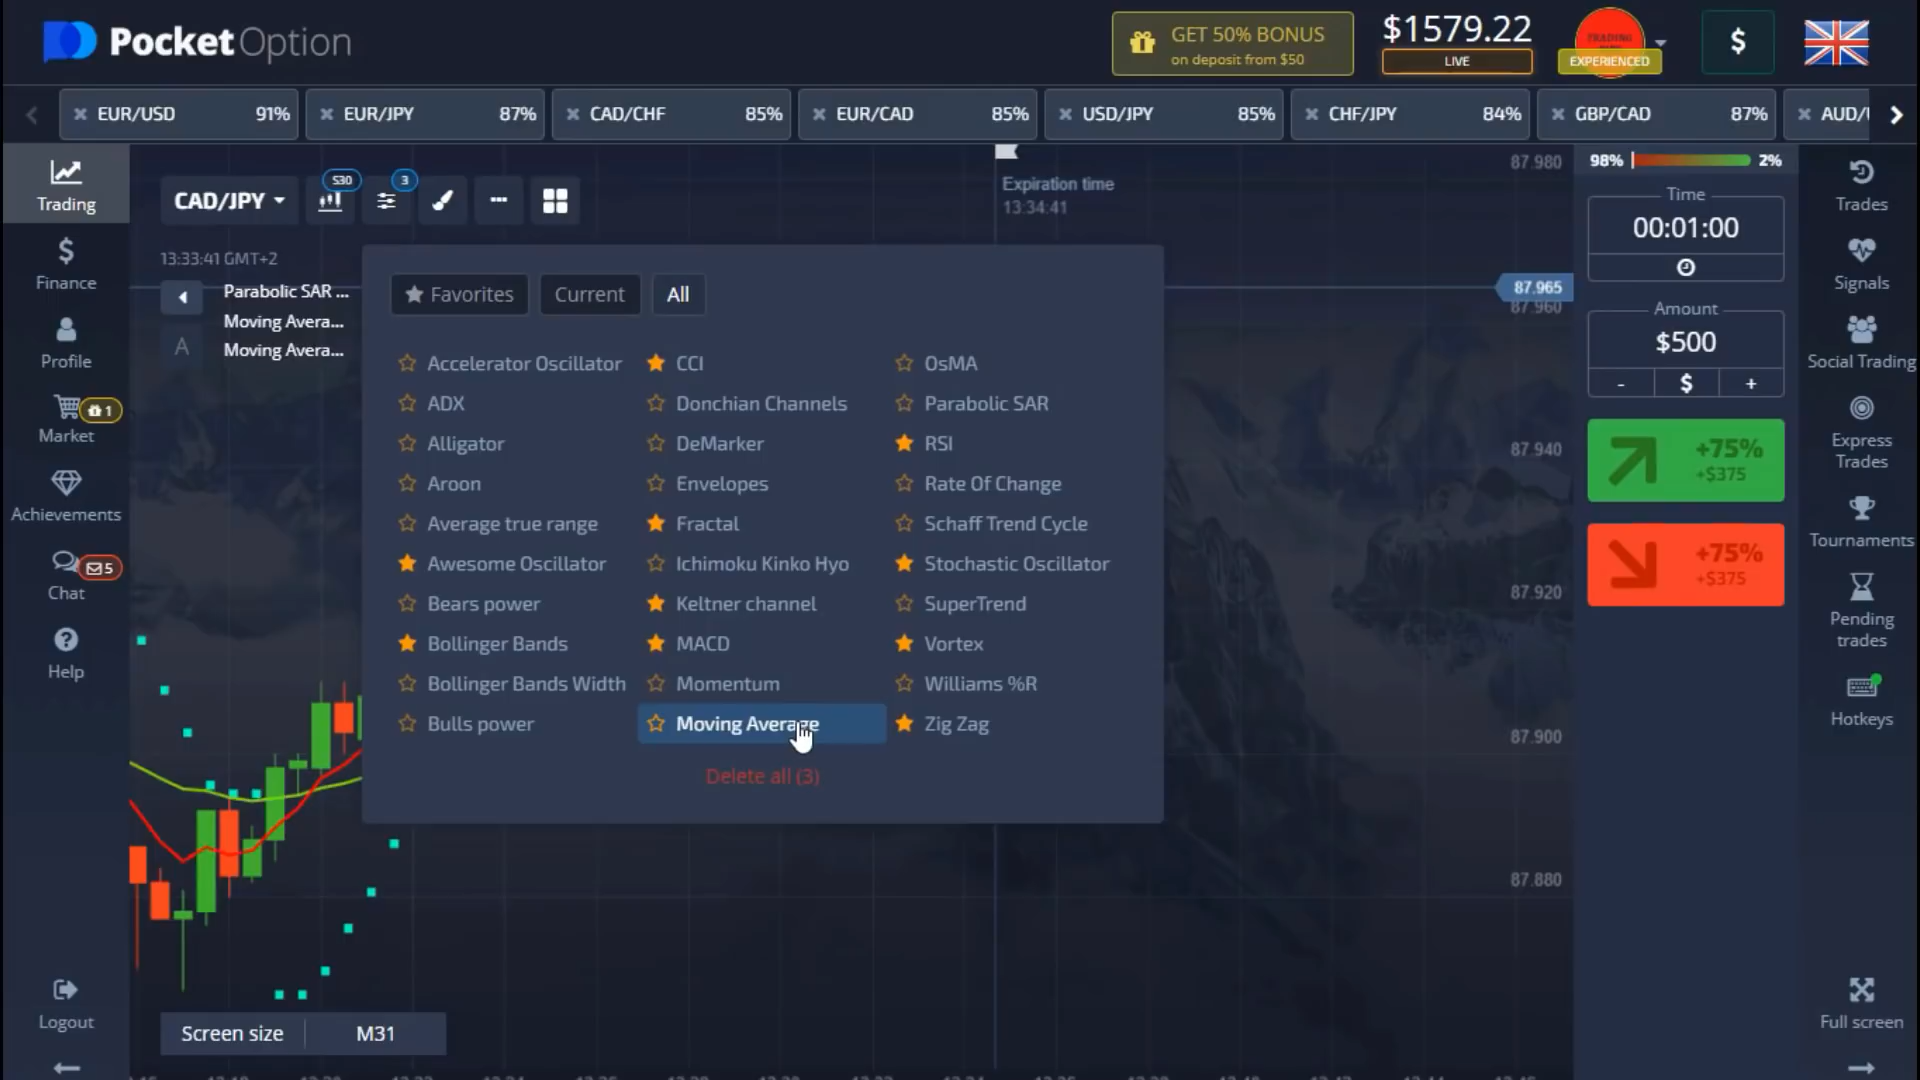 PocketOption
GET 50% BONUS
on deposit from $50
$1579.22
LIVE
EXPERIENCED
$
EUR/USD 91%
EUR/JPY 87%
CAD/CHF 85%
EUR/CAD 85%
USD/JPY 85%
CHF/JPY 84%
GBP/CAD 87%
AUD/
Trading
Finance
Profile
Market
1
Achievements
Chat
5
Help
Logout
CAD/JPY
S30
3
13:33:41 GMT+2
Parabolic SAR ...
Moving Avera...
A
Moving Avera...
Expiration time
13:34:41
Favorites
Current
All
Accelerator Oscillator
ADX
Alligator
Aroon
Average true range
Awesome Oscillator
Bears power
Bollinger Bands
Bollinger Bands Width
Bulls power
CCI
Donchian Channels
DeMarker
Envelopes
Fractal
Ichimoku Kinko Hyo
Keltner channel
MACD
Momentum
Moving Average
OsMA
Parabolic SAR
RSI
Rate Of Change
Schaff Trend Cycle
Stochastic Oscillator
SuperTrend
Vortex
Williams %R
Zig Zag
Delete all (3)
Screen size M31
87.980
87.965
87.960
87.940
87.920
87.900
87.880
98% 2%
Time
00:01:00
Amount
$500
- $ +
+75%
+$375
+75%
+$375
Trades
Signals
Social Trading
Express
Trades
Tournaments
Pending
trades
Hotkeys
Full screen